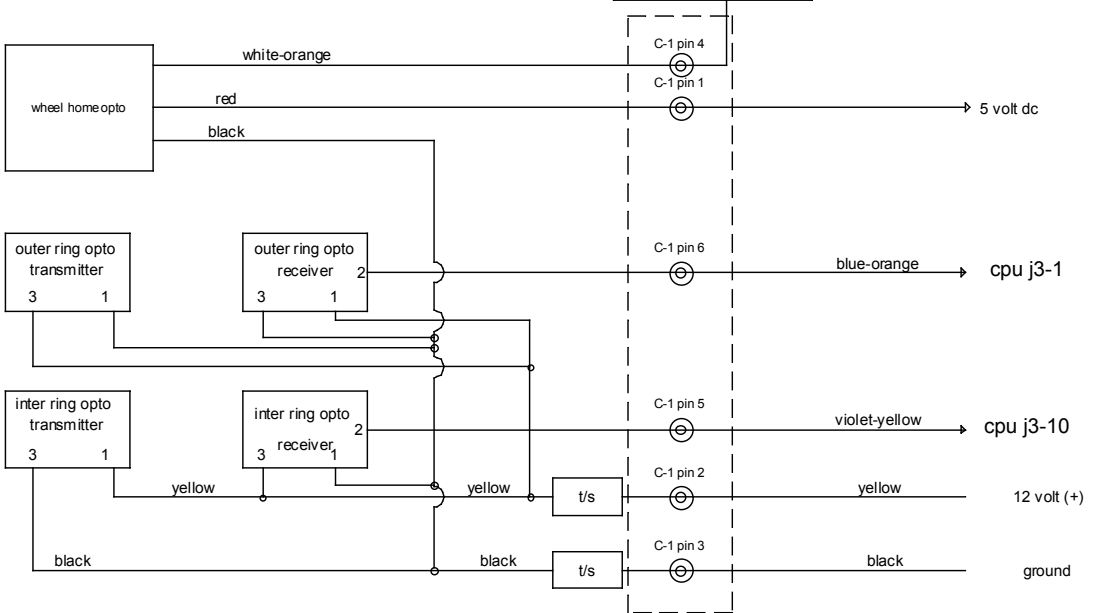 C-1 pin 4
white-orange
C-1 pin 1
wheel home opto
red
5 volt dc
black
outer ring opto
transmitter
3 1
outer ring opto
receiver
2
3 1
C-1 pin 6
blue-orange
cpu j3-1
inter ring opto
transmitter
3 1
inter ring opto
receiver
2
3 1
C-1 pin 5
violet-yellow
cpu j3-10
yellow
yellow
t/s
C-1 pin 2
yellow
12 volt (+)
black
black
t/s
C-1 pin 3
black
ground